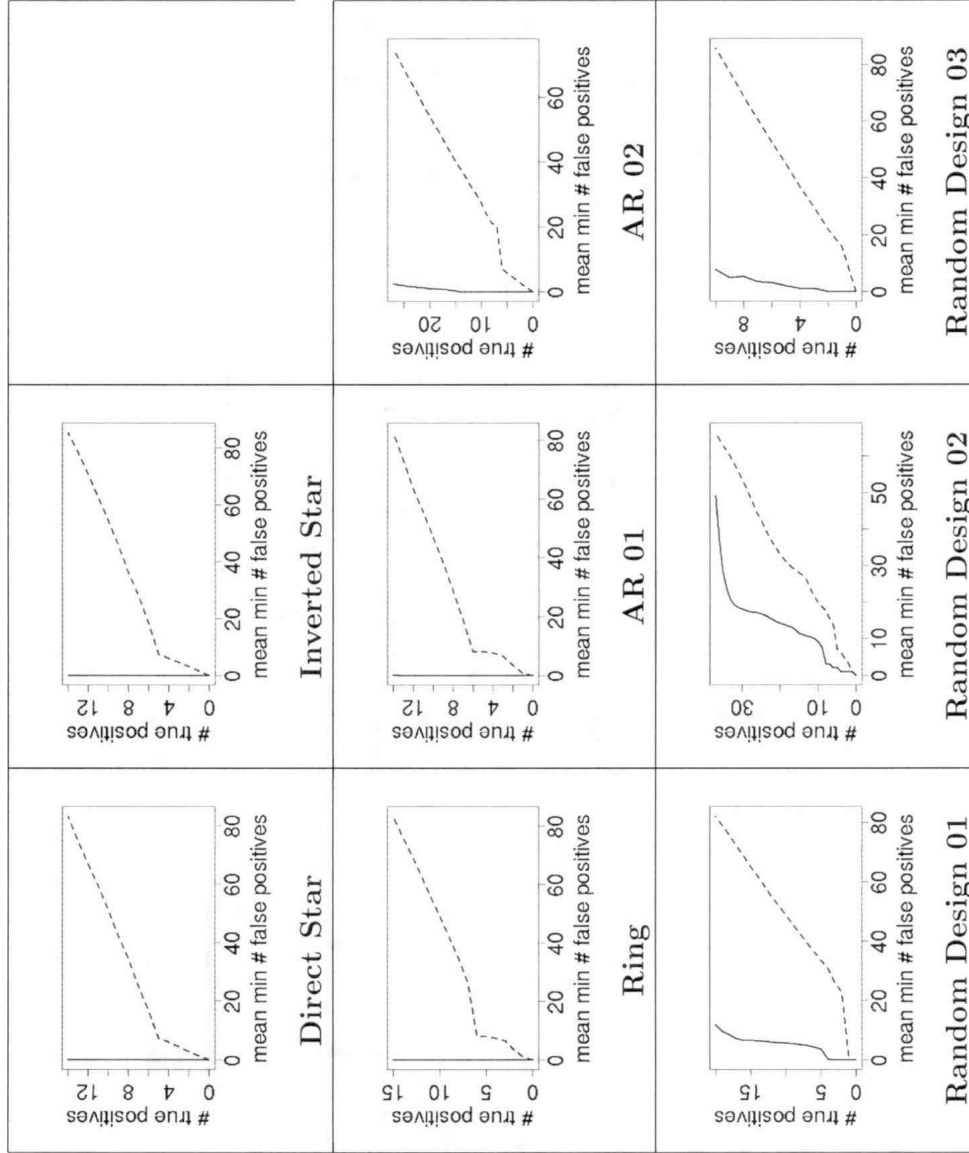 # true positives
0 4 8 12
0 20 40 60 80
mean min # false positives
Direct Star
# true positives
0 4 8 12
0 20 40 60 80
mean min # false positives
Inverted Star
# true positives
0 5 10 15
0 20 40 60 80
mean min # false positives
Ring
# true positives
0 4 8 12
0 20 40 60 80
mean min # false positives
AR 01
# true positives
0 10 20
0 20 40 60
mean min # false positives
AR 02
# true positives
0 5 15
0 20 40 60 80
mean min # false positives
Random Design 01
# true positives
0 10 30
0 10 30 50
mean min # false positives
Random Design 02
# true positives
0 4 8
0 20 40 60 80
mean min # false positives
Random Design 03